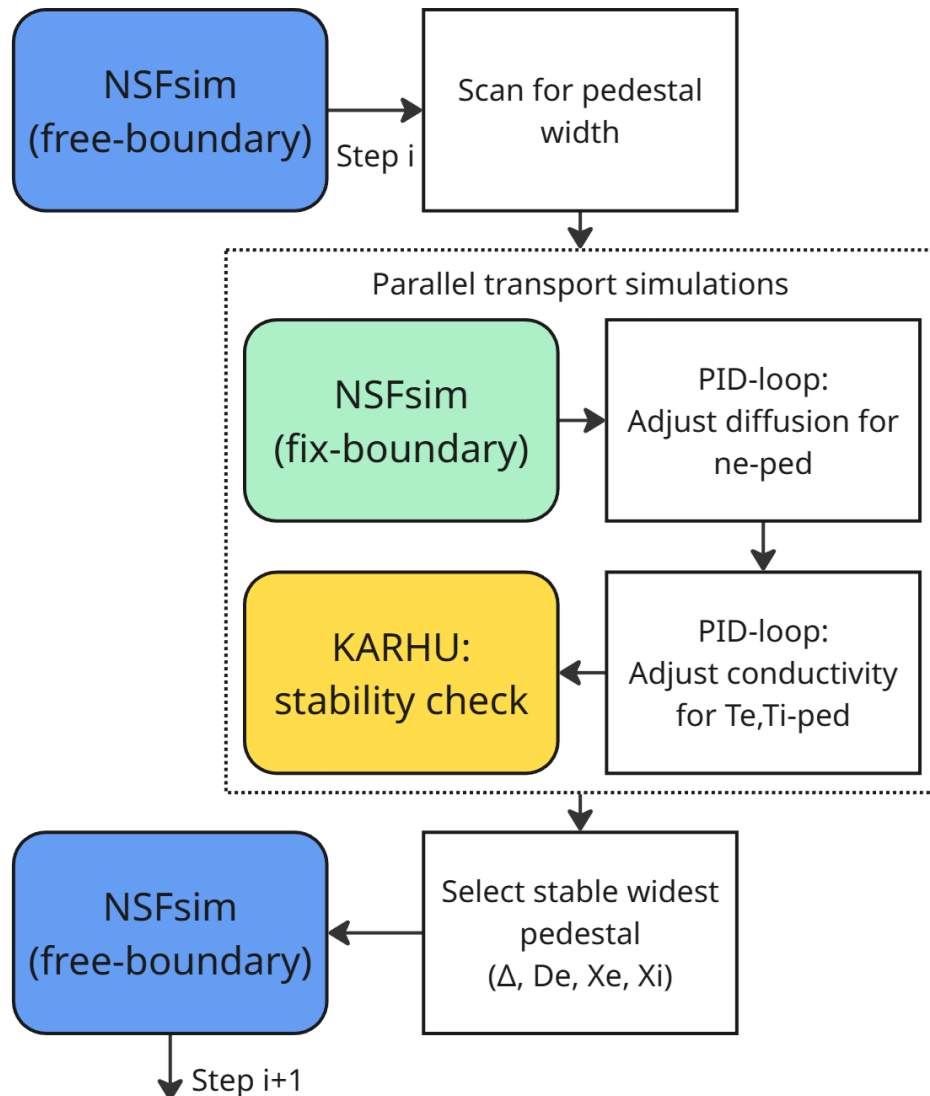 NSFsim
(free-boundary)
Step i
Scan for pedestal
width
Parallel transport simulations
NSFsim
(fix-boundary)
PID-loop:
Adjust diffusion for
ne-ped
PID-loop:
Adjust conductivity
for Te,Ti-ped
KARHU:
stability check
Select stable widest
pedestal
(Δ, De, Xe, Xi)
NSFsim
(free-boundary)
Step i+1